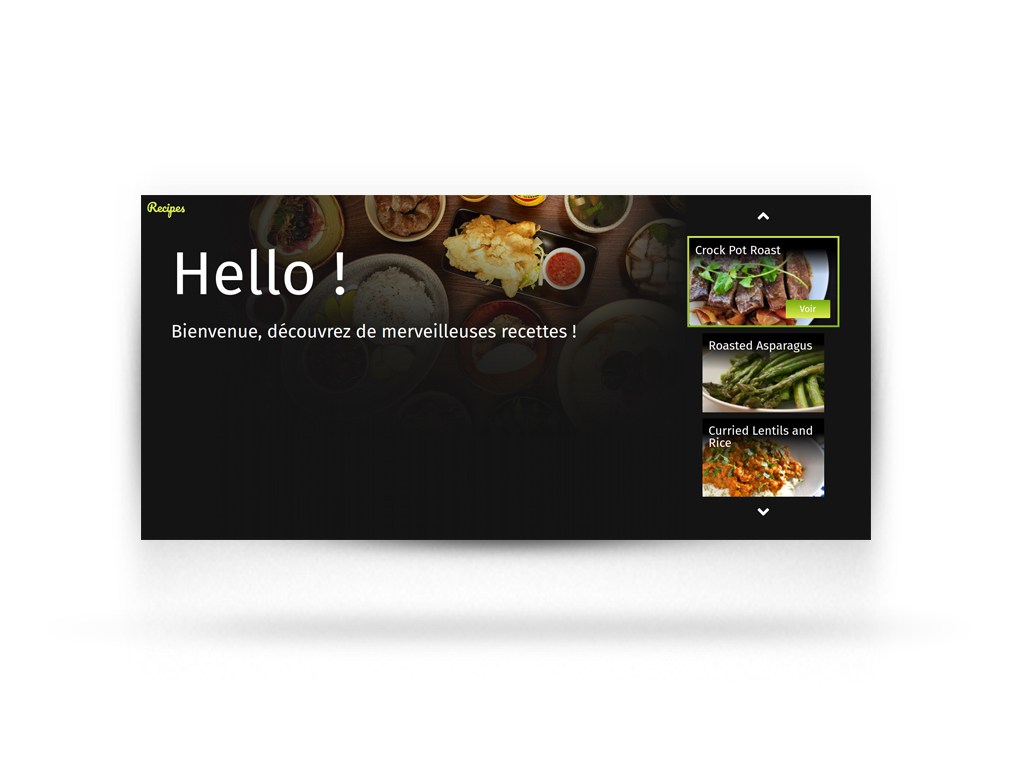 Recipes
Hello !
Bienvenue, découvrez de merveilleuses recettes !
Crock Pot Roast
Voir
Roasted Asparagus
Curried Lentils and
Rice